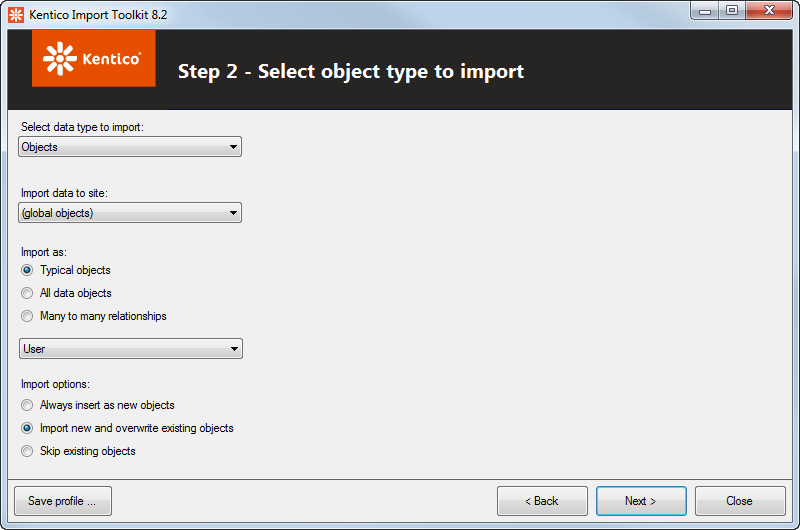 Kentico Import Toolkit 8.2
Kentico
Step 2 - Select object type to import
Select data type to import:
Objects
Import data to site:
(global objects)
Import as:
Typical objects
All data objects
Many to many relationships
User
Import options:
Always insert as new objects
Import new and overwrite existing objects
Skip existing objects
Save profile ...
< Back
Next >
Close